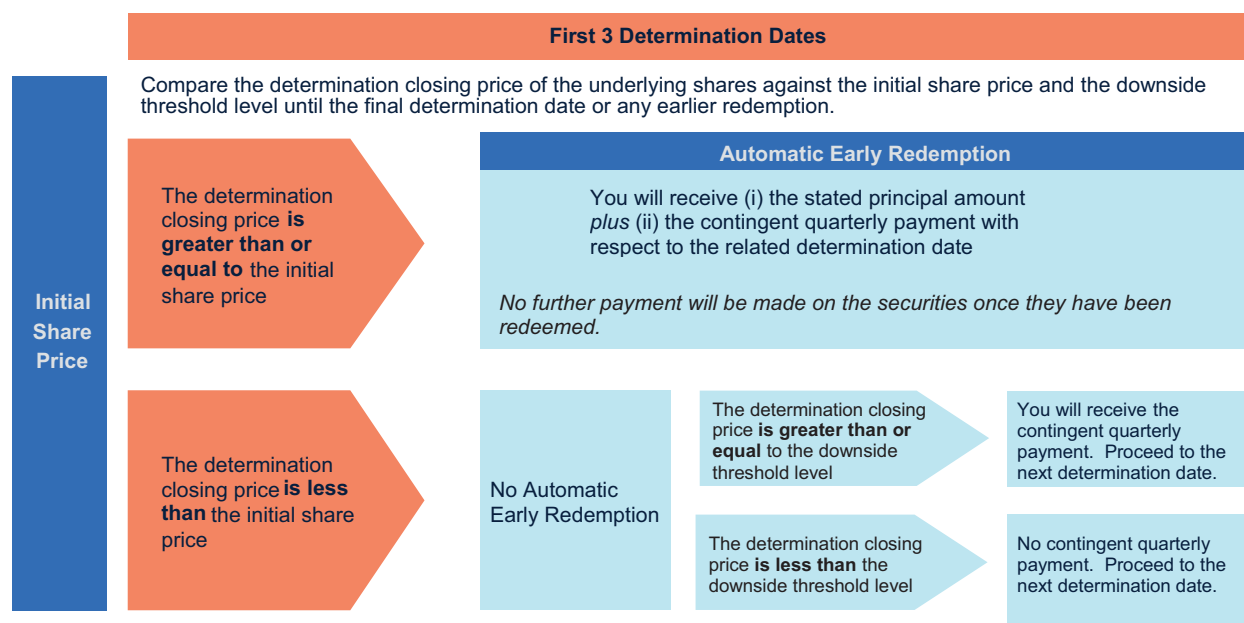 First 3 Determination Dates
Compare the determination closing price of the underlying shares against the initial share price and the downside
threshold level until the final determination date or any earlier redemption.
Initial
Share
Price
The determination
closing price is
greater than or
equal to the initial
share price
Automatic Early Redemption
You will receive (i) the stated principal amount
plus (ii) the contingent quarterly payment with
respect to the related determination date
No further payment will be made on the securities once they have been
redeemed.
The determination
closing price is less
than the initial share
price
No Automatic
Early Redemption
The determination closing
price is greater than or
equal to the downside
threshold level
You will receive the
contingent quarterly
payment. Proceed to the
next determination date.
The determination closing
price is less than the
downside threshold level
No contingent quarterly
payment. Proceed to the
next determination date.